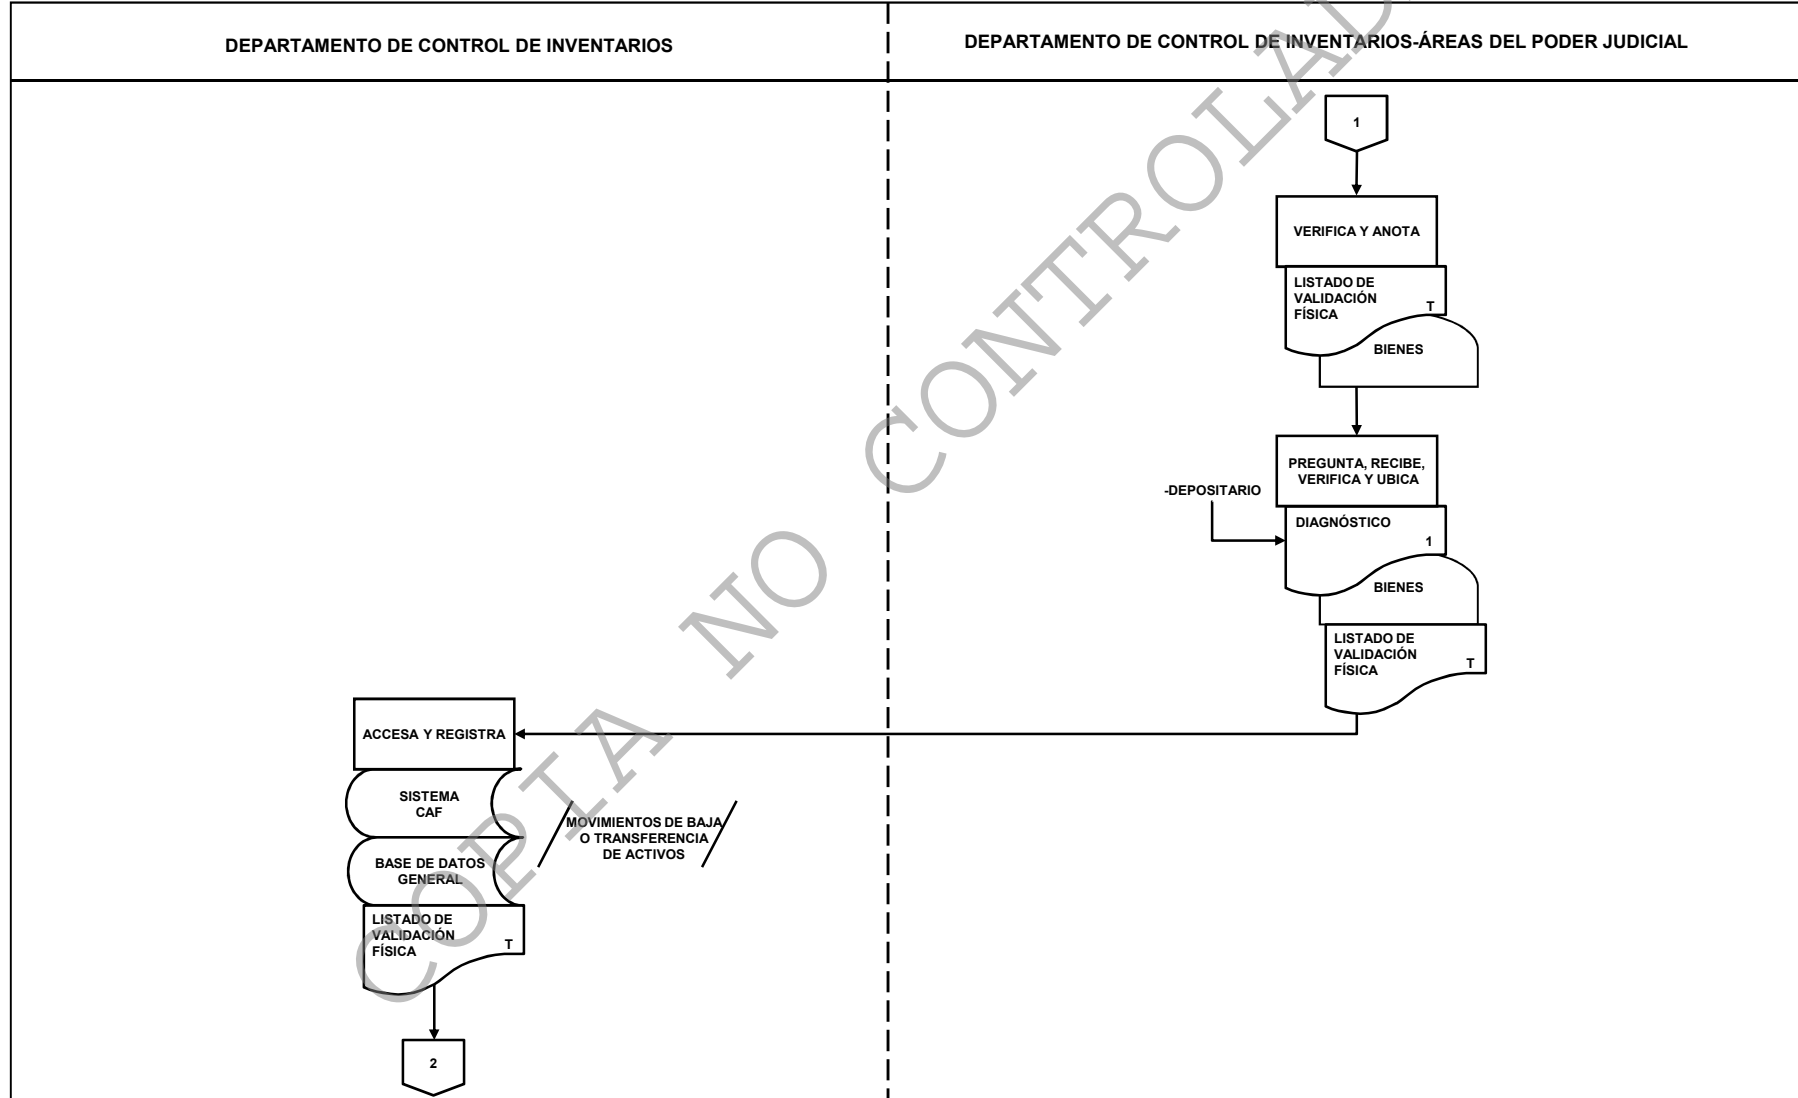 DEPARTAMENTO DE CONTROL DE INVENTARIOS
DEPARTAMENTO DE CONTROL DE INVENTARIOS-ÁREAS DEL PODER JUDICIAL
1
VERIFICA Y ANOTA
LISTADO DE
VALIDACIÓN
FÍSICA
T
BIENES
PREGUNTA, RECIBE,
VERIFICA Y UBICA
-DEPOSITARIO
DIAGNÓSTICO
1
BIENES
LISTADO DE
VALIDACIÓN
FÍSICA
T
ACCESA Y REGISTRA
SISTEMA
CAF
MOVIMIENTOS DE BAJA
O TRANSFERENCIA
DE ACTIVOS
BASE DE DATOS
GENERAL
LISTADO DE
VALIDACIÓN
FÍSICA
T
2
COPIA NO CONTROLAD